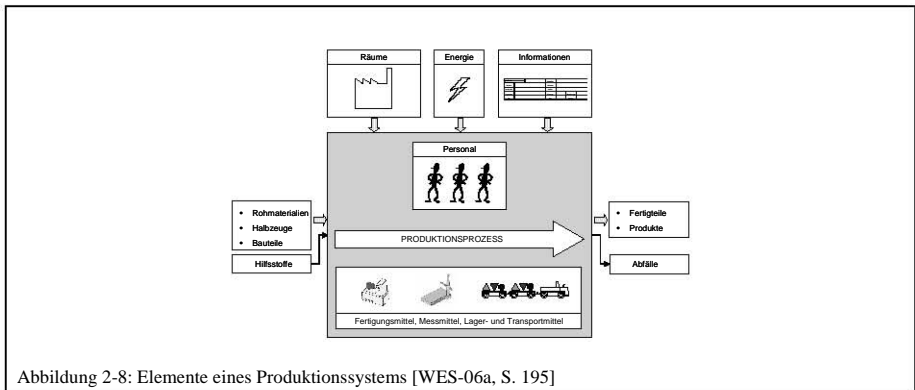 Räume
Energie
Informationen
Personal
• Rohmaterialien
• Halbzeuge
• Bauteile
Hilfsstoffe
PRODUKTIONSPROZESS
• Fertigteile
• Produkte
Abfälle
Fertigungsmittel, Messmittel, Lager- und Transportmittel
Abbildung 2-8: Elemente eines Produktionssystems [WES-06a, S. 195]